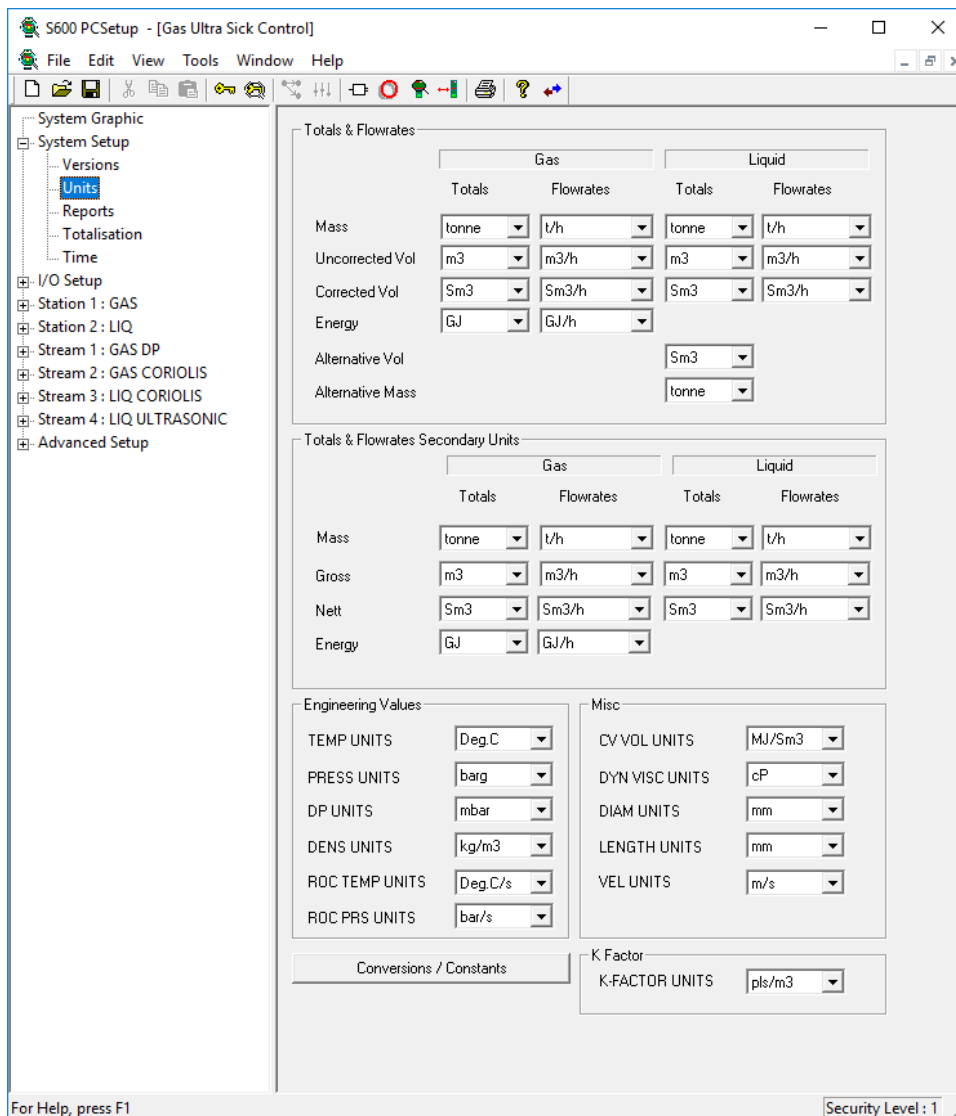 S600 PCSetup - [Gas Ultra Sick Control]
File Edit View Tools Window Help
System Graphic
System Setup
Versions
Units
Reports
Totalisation
Time
I/O Setup
Station 1 : GAS
Station 2 : LIQ
Stream 1 : GAS DP
Stream 2 : GAS CORIOLIS
Stream 3 : LIQ CORIOLIS
Stream 4 : LIQ ULTRASONIC
Advanced Setup
Totals & Flowrates
Gas Liquid
Totals Flowrates Totals Flowrates
Mass tonne t/h tonne t/h
Uncorrected Vol m3 m3/h m3 m3/h
Corrected Vol Sm3 Sm3/h Sm3 Sm3/h
Energy GJ GJ/h
Alternative Vol Sm3
Alternative Mass tonne
Totals & Flowrates Secondary Units
Gas Liquid
Totals Flowrates Totals Flowrates
Mass tonne t/h tonne t/h
Gross m3 m3/h m3 m3/h
Nett Sm3 Sm3/h Sm3 Sm3/h
Energy GJ GJ/h
Engineering Values
TEMP UNITS Deg.C
PRESS UNITS barg
DP UNITS mbar
DENS UNITS kg/m3
ROC TEMP UNITS Deg.C/s
ROC PRS UNITS bar/s
Misc
CV VOL UNITS MJ/Sm3
DYN VISC UNITS cP
DIAM UNITS mm
LENGTH UNITS mm
VEL UNITS m/s
Conversions / Constants
K Factor
K-FACTOR UNITS pls/m3
For Help, press F1
Security Level : 1